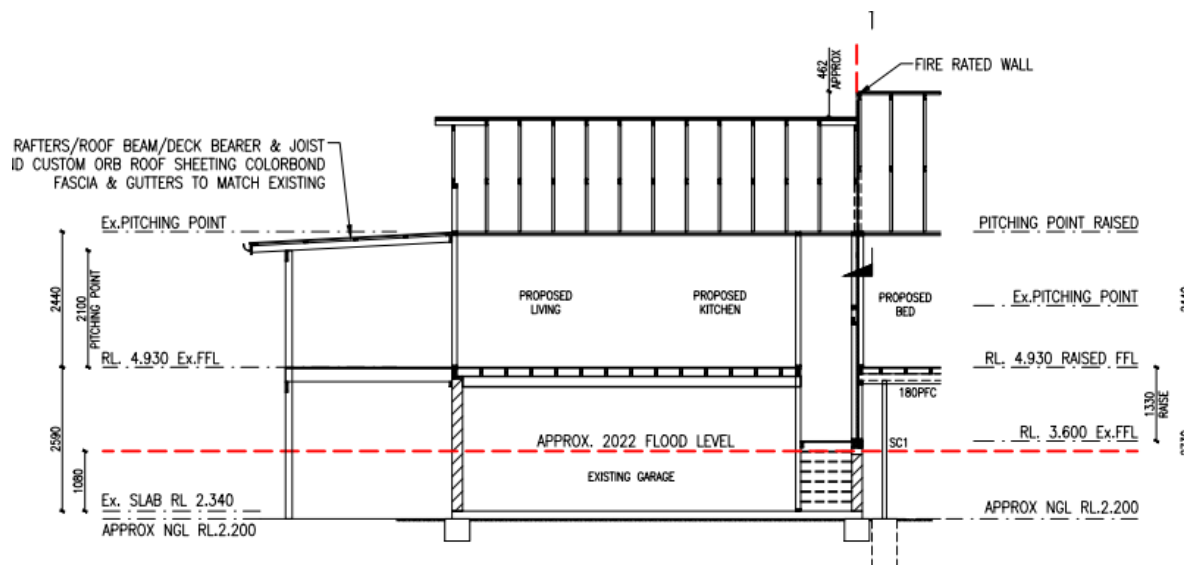 1
462
APPROX
FIRE RATED WALL
RAFTERS/ROOF BEAM/DECK BEARER & JOIST
CUSTOM ORB ROOF SHEETING COLORBOND
FASCIA & GUTTERS TO MATCH EXISTING
Ex.PITCHING POINT
PITCHING POINT RAISED
2440
2100
PITCHING POINT
PROPOSED
LIVING
PROPOSED
KITCHEN
PROPOSED
BED
Ex.PITCHING POINT
RL. 4.930 Ex.FFL
RL. 4.930 RAISED FFL
180PFC
1330
RAISE
2590
APPROX. 2022 FLOOD LEVEL
SC1
RL. 3.600 Ex.FFL
1080
EXISTING GARAGE
Ex. SLAB RL 2.340
APPROX NGL RL.2.200
APPROX NGL RL.2.200